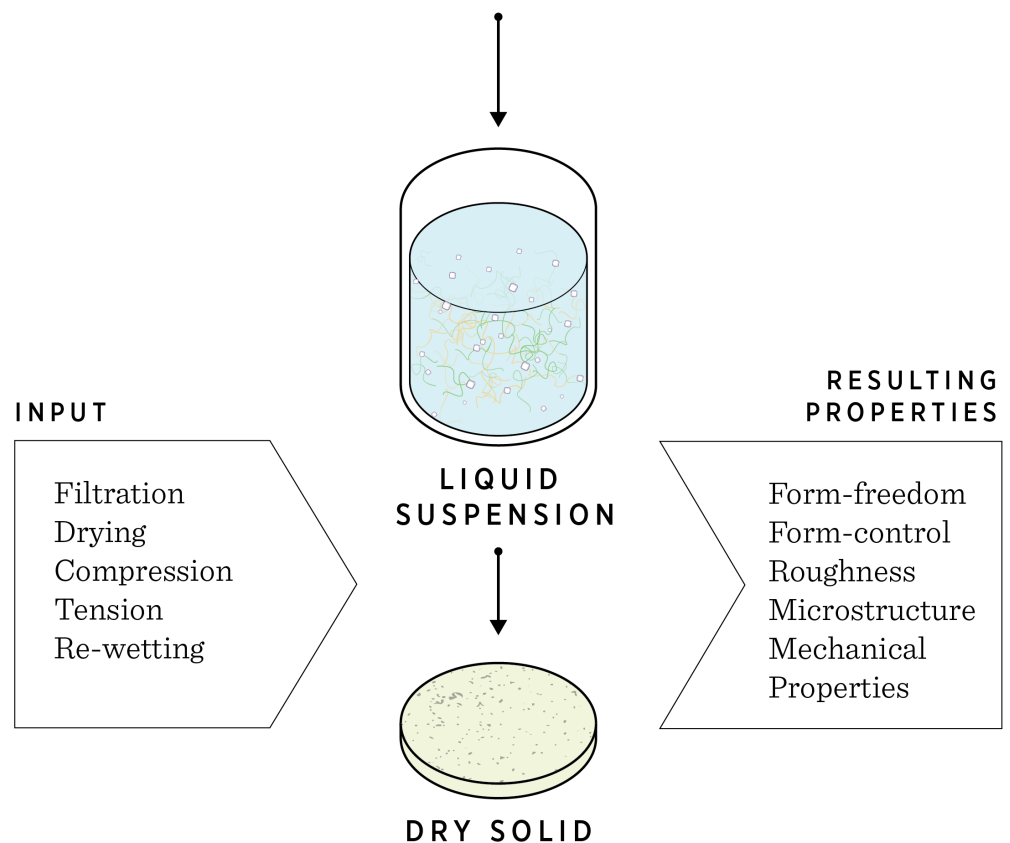 INPUT
Filtration
Drying
Compression
Tension
Re-wetting
LIQUID
SUSPENSION
DRY SOLID
RESULTING
PROPERTIES
Form-freedom
Form-control
Roughness
Microstructure
Mechanical
Properties